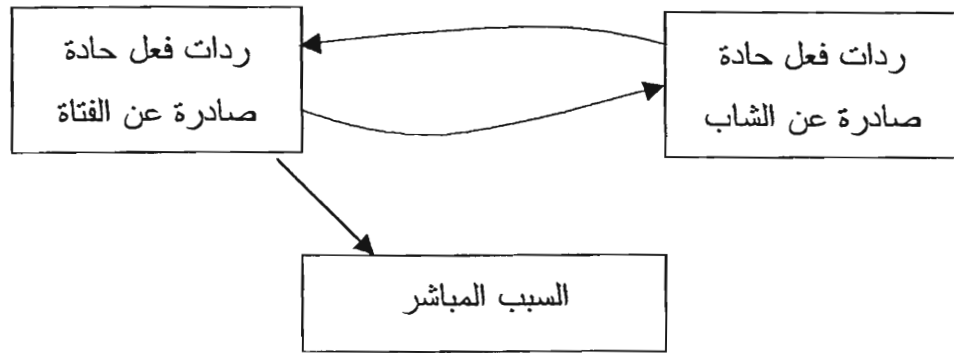 ردات فعل حادة
صادرة عن الشاب
ردات فعل حادة
صادرة عن الفتاة
السبب المباشر